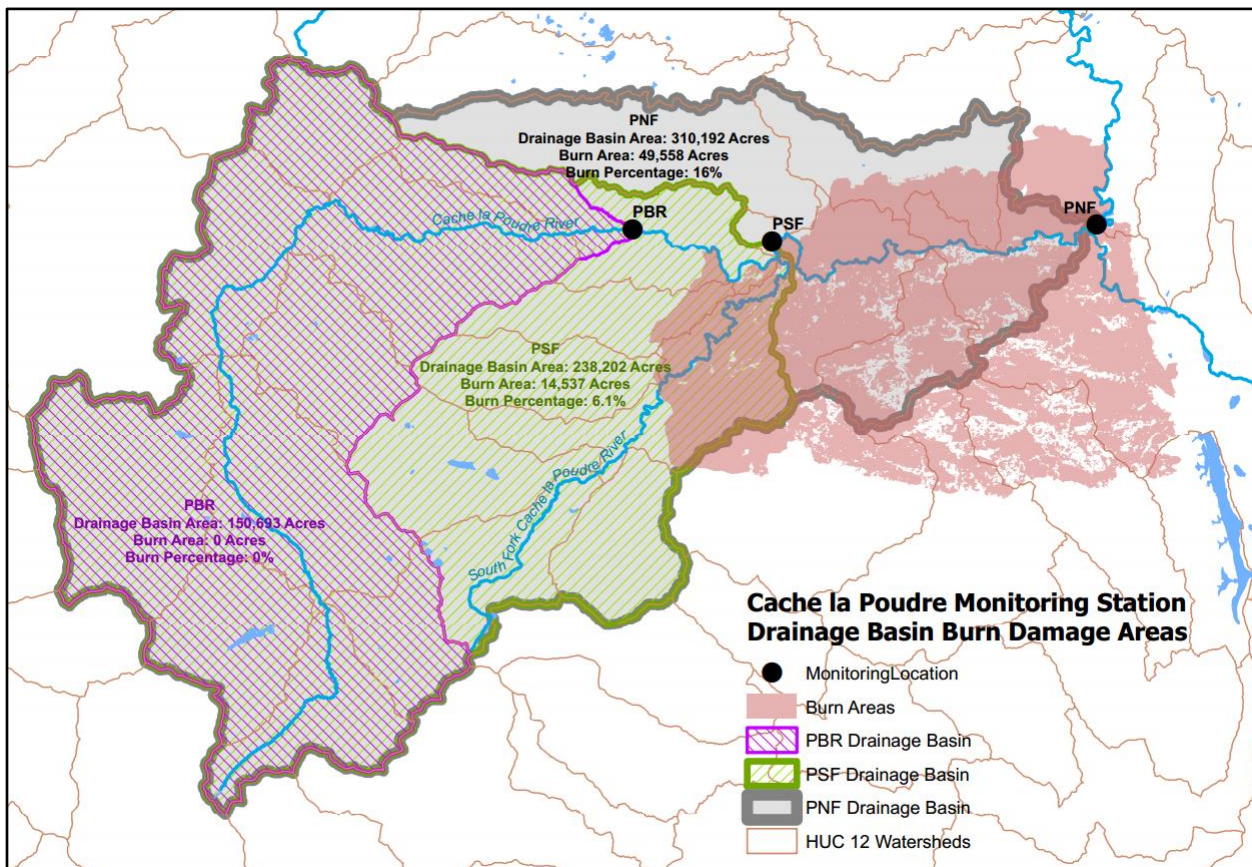 PNF
Drainage Basin Area: 310,192 Acres
Burn Area: 49,558 Acres
Burn Percentage: 16%
PBR
PSF
PNF
Cache la Poudre River
PSF
Drainage Basin Area: 238,202 Acres
Burn Area: 14,537 Acres
Burn Percentage: 6.1%
South Fork Cache la Poudre River
PBR
Drainage Basin Area: 150,693 Acres
Burn Area: 0 Acres
Burn Percentage: 0%
Cache la Poudre Monitoring Station
Drainage Basin Burn Damage Areas
MonitoringLocation
Burn Areas
PBR Drainage Basin
PSF Drainage Basin
PNF Drainage Basin
HUC 12 Watersheds